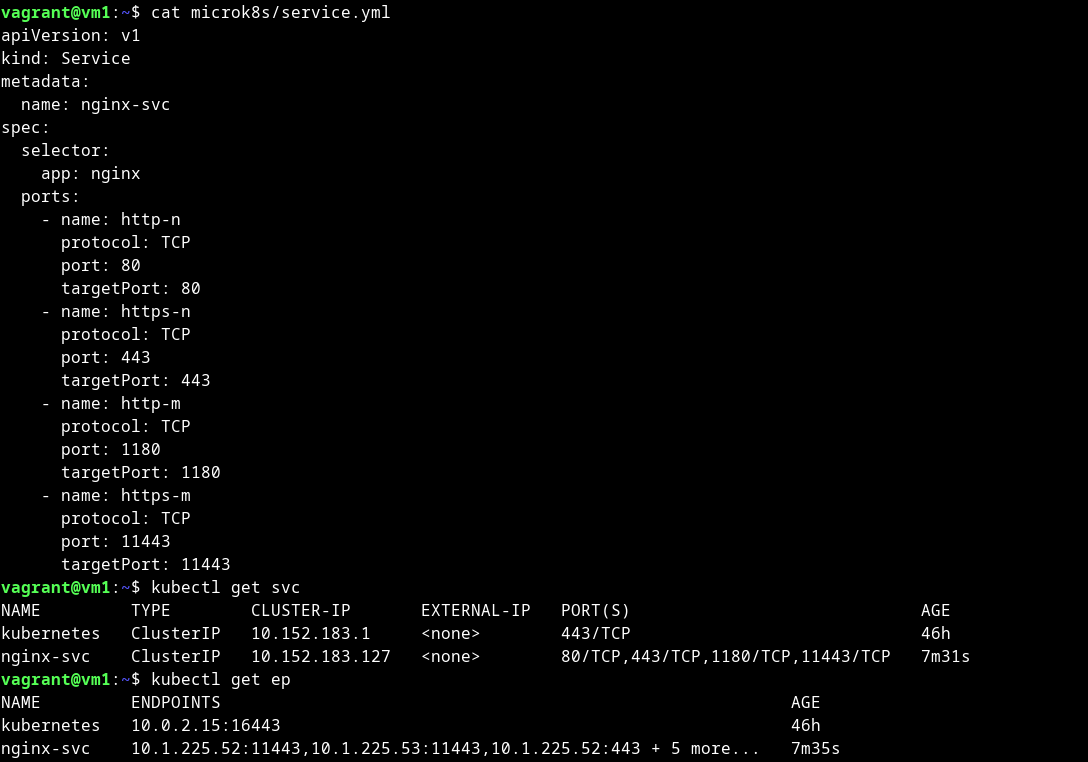 vagrant@vm1:~$ cat microk8s/service.yml
apiVersion: v1
kind: Service
metadata:
  name: nginx-svc
spec:
  selector:
    app: nginx
  ports:
    - name: http-n
      protocol: TCP
      port: 80
      targetPort: 80
    - name: https-n
      protocol: TCP
      port: 443
      targetPort: 443
    - name: http-m
      protocol: TCP
      port: 1180
      targetPort: 1180
    - name: https-m
      protocol: TCP
      port: 11443
      targetPort: 11443
vagrant@vm1:~$ kubectl get svc
NAME         TYPE        CLUSTER-IP       EXTERNAL-IP   PORT(S)                             AGE
kubernetes   ClusterIP   10.152.183.1     <none>        443/TCP                             46h
nginx-svc    ClusterIP   10.152.183.127   <none>        80/TCP,443/TCP,1180/TCP,11443/TCP   7m31s
vagrant@vm1:~$ kubectl get ep
NAME         ENDPOINTS                                                         AGE
kubernetes   10.0.2.15:16443                                                   46h
nginx-svc    10.1.225.52:11443,10.1.225.53:11443,10.1.225.52:443 + 5 more...   7m35s